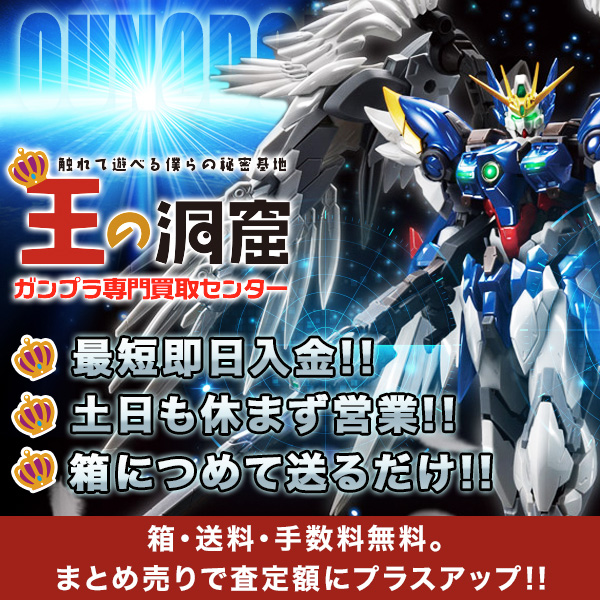 触れて遊べる僕らの秘密基地
王の洞窟
ガンプラ専門買取センター
最短即日入金!!
土日も休まず営業!!
箱につめて送るだけ!!
箱・送料・手数料無料。
まとめ売りで査定額にプラスアップ!!